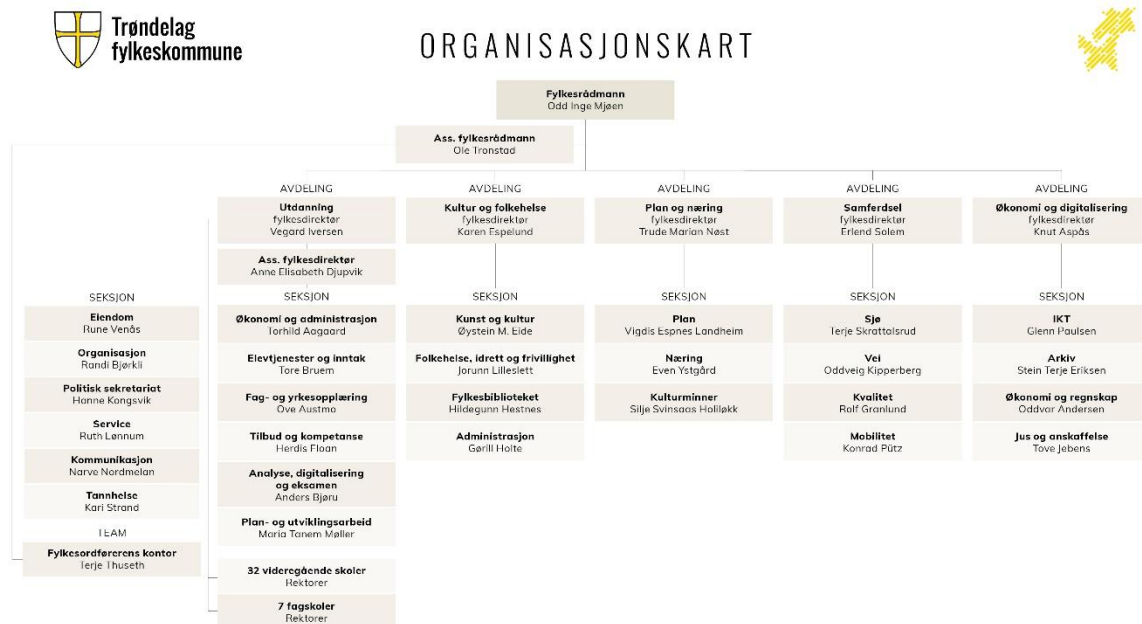 Trøndelag
fylkeskommune
ORGANISASJONSKART
Fylkesrådmann
Odd Inge Mjøen
Ass. fylkesrådmann
Ole Tronstad
AVDELING
Utdanning
fylkesdirektør
Vegard Iversen
Ass. fylkesdirektør
Anne Elisabeth Djupvik
AVDELING
Kultur og folkehelse
fylkesdirektør
Karen Espelund
AVDELING
Plan og næring
fylkesdirektør
Trude Marian Nøst
AVDELING
Samferdsel
fylkesdirektør
Erlend Solem
AVDELING
Økonomi og digitalisering
fylkesdirektør
Knut Aspås
SEKSJON
Eiendom
Rune Venås
Organisasjon
Randi Bjørkli
Politisk sekretariat
Hanne Kongsvik
Service
Ruth Lønnum
Kommunikasjon
Narve Nordmelan
Tannhelse
Kari Strand
TEAM
Fylkesordførerens kontor
Terje Thuseth
SEKSJON
Økonomi og administrasjon
Torhild Aagaard
Elevtjenester og inntak
Tore Bruem
Fag- og yrkesopplæring
Ove Austmo
Tilbud og kompetanse
Herdis Floan
Analyse, digitalisering
og eksamen
Anders Bjøru
Plan- og utviklingsarbeid
Maria Tanem Møller
32 videregående skoler
Rektorer
7 fagskoler
Rektorer
SEKSJON
Kunst og kultur
Øystein M. Eide
Folkehelse, idrett og frivillighet
Jorunn Lilleslett
Fylkesbiblioteket
Hildegunn Hestnes
Administrasjon
Gørill Holte
SEKSJON
Plan
Vigdis Espnes Landheim
Næring
Even Ystgård
Kulturminner
Silje Svinsaas Holiløkk
SEKSJON
Sjø
Terje Skrattalsrud
Vei
Oddveig Kipperberg
Kvalitet
Rolf Granlund
Mobilitet
Konrad Pütz
SEKSJON
IKT
Glenn Paulsen
Arkiv
Stein Terje Eriksen
Økonomi og regnskap
Oddvar Andersen
Jus og anskaffelse
Tove Jebens